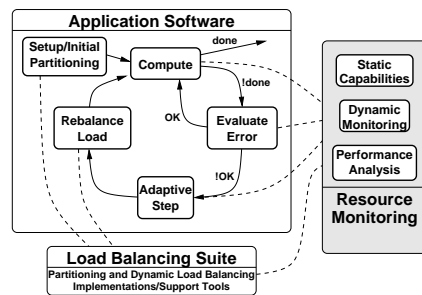 Application Software
Setup/Initial
Partitioning
Compute
done
!done
OK
Rebalance
Load
Evaluate
Error
!OK
Adaptive
Step
Static
Capabilities
Dynamic
Monitoring
Performance
Analysis
Resource
Monitoring
Load Balancing Suite
Partitioning and Dynamic Load Balancing
Implementations/Support Tools